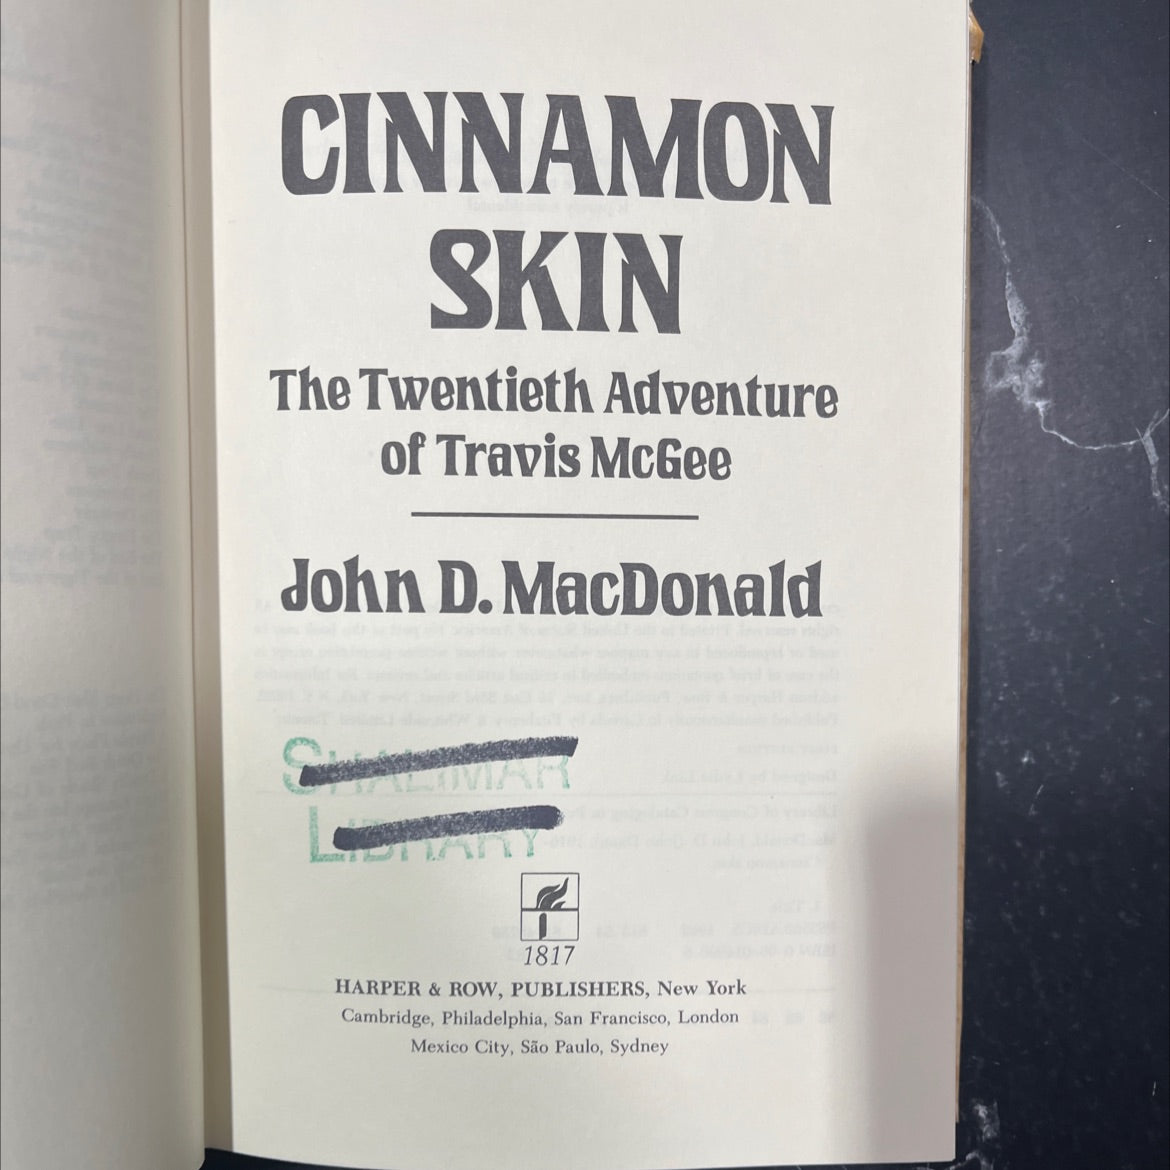 CINNAMON
SKIN
The Twentieth Adventure
of Travis McGee
John D. MacDonald
SHALIMAR
LIBRARY
1817
HARPER & ROW, PUBLISHERS, New York
Cambridge, Philadelphia, San Francisco, London
Mexico City, São Paulo, Sydney